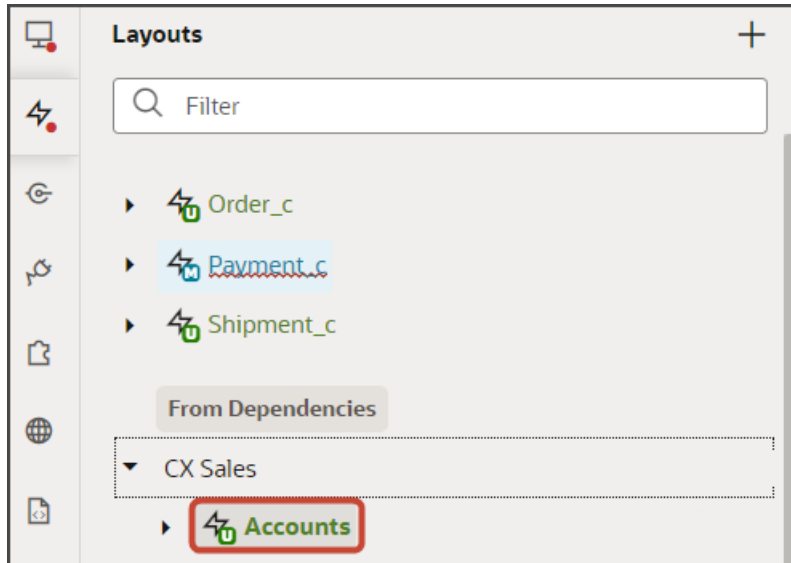 Layouts
Filter
U Order_c
M Payment_c
U Shipment_c
From Dependencies
CX Sales
U Accounts